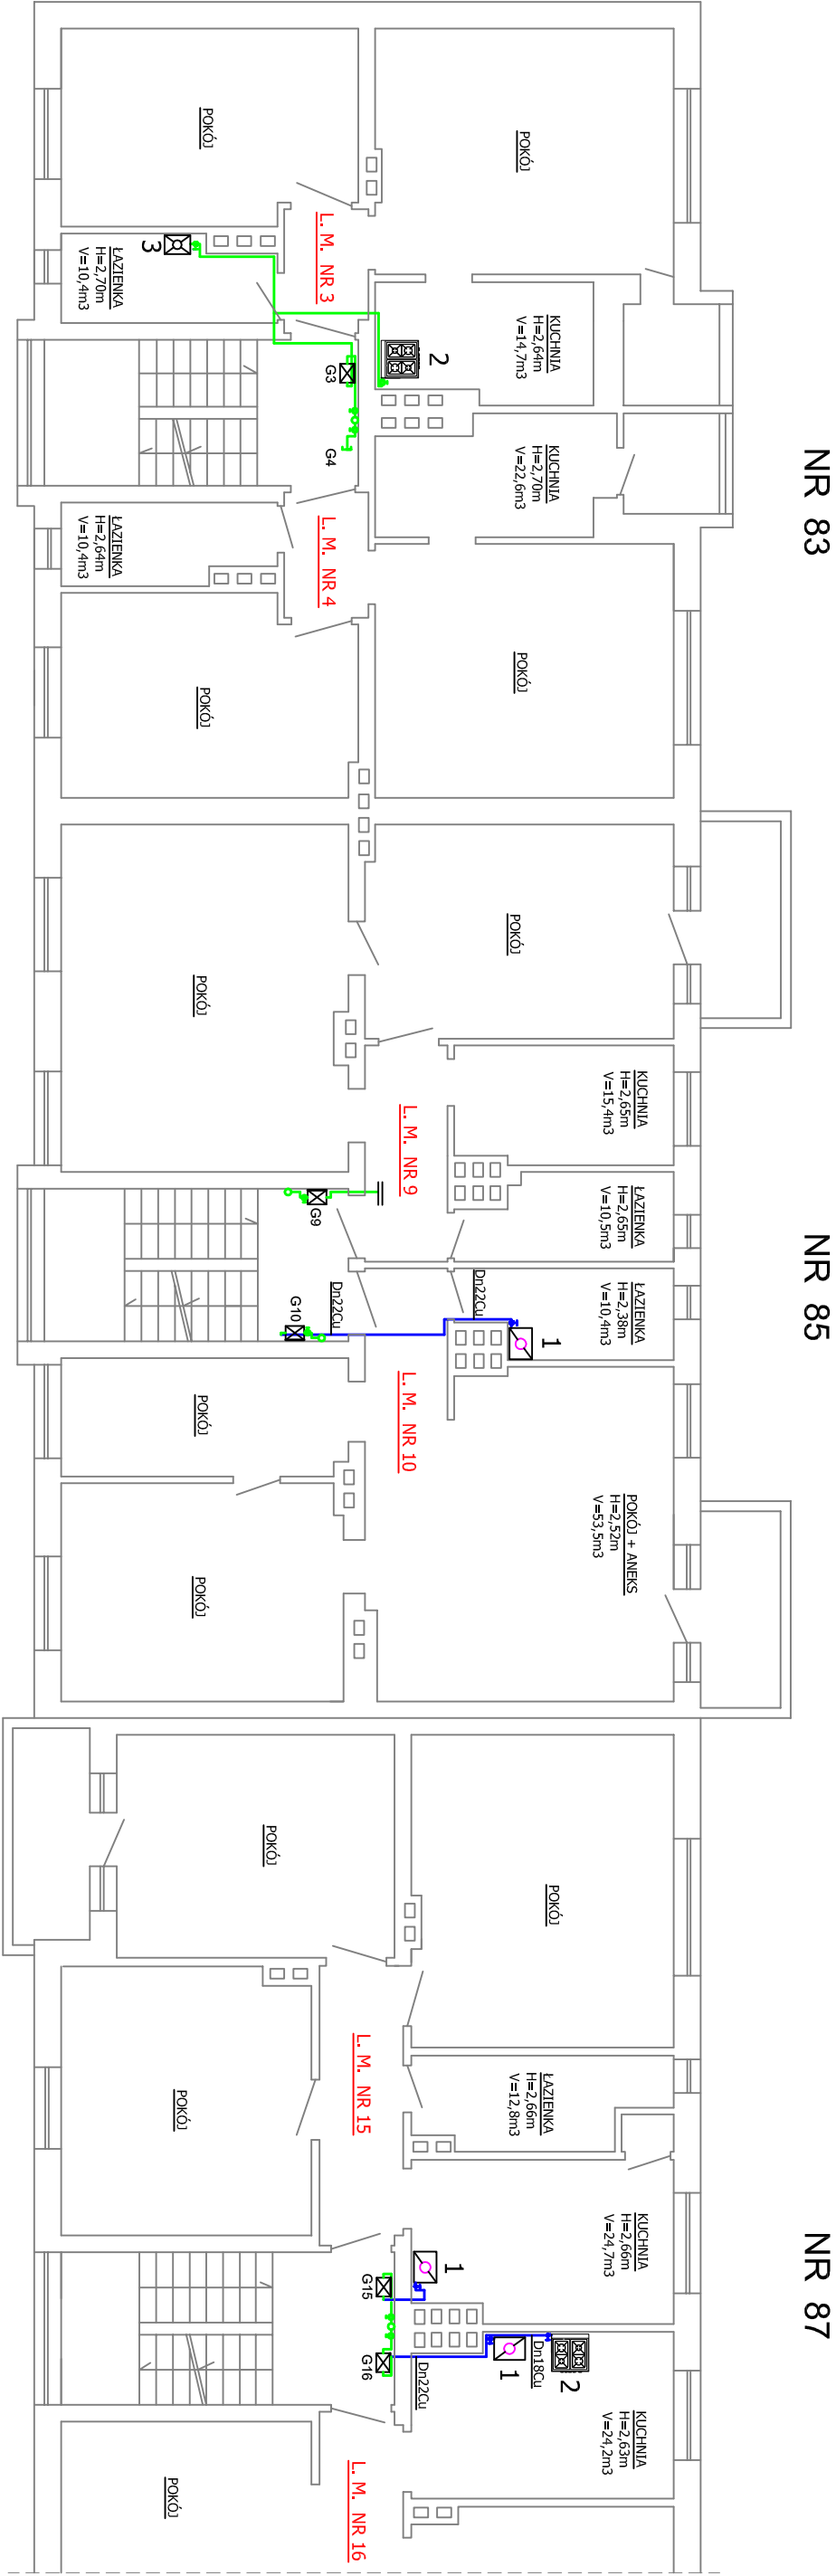 NR 83
POKÓJ
POKÓJ
L. M. NR 3
ŁAZIENKA
H=2,70m
V=10,4m3
3
KUCHNIA
H=2,64m
V=14,7m3
2
G3
G4
KUCHNIA
H=2,70m
V=22,6m3
L. M. NR 4
ŁAZIENKA
H=2,64m
V=10,4m3
POKÓJ
POKÓJ
NR 85
POKÓJ
POKÓJ
KUCHNIA
H=2,65m
V=15,4m3
L. M. NR 9
ŁAZIENKA
H=2,65m
V=10,5m3
G9
ŁAZIENKA
H=2,38m
V=10,4m3
Dn22Cu
Dn22Cu
G10
1
L. M. NR 10
POKÓJ
POKÓJ + ANEKS
H=2,52m
V=53,5m3
POKÓJ
NR 87
POKÓJ
POKÓJ
L. M. NR 15
ŁAZIENKA
H=2,66m
V=12,8m3
POKÓJ
KUCHNIA
H=2,66m
V=24,7m3
1
G15
G16
1
2
Dn18Cu
Dn22Cu
KUCHNIA
H=2,63m
V=24,2m3
L. M. NR 16
POKÓJ